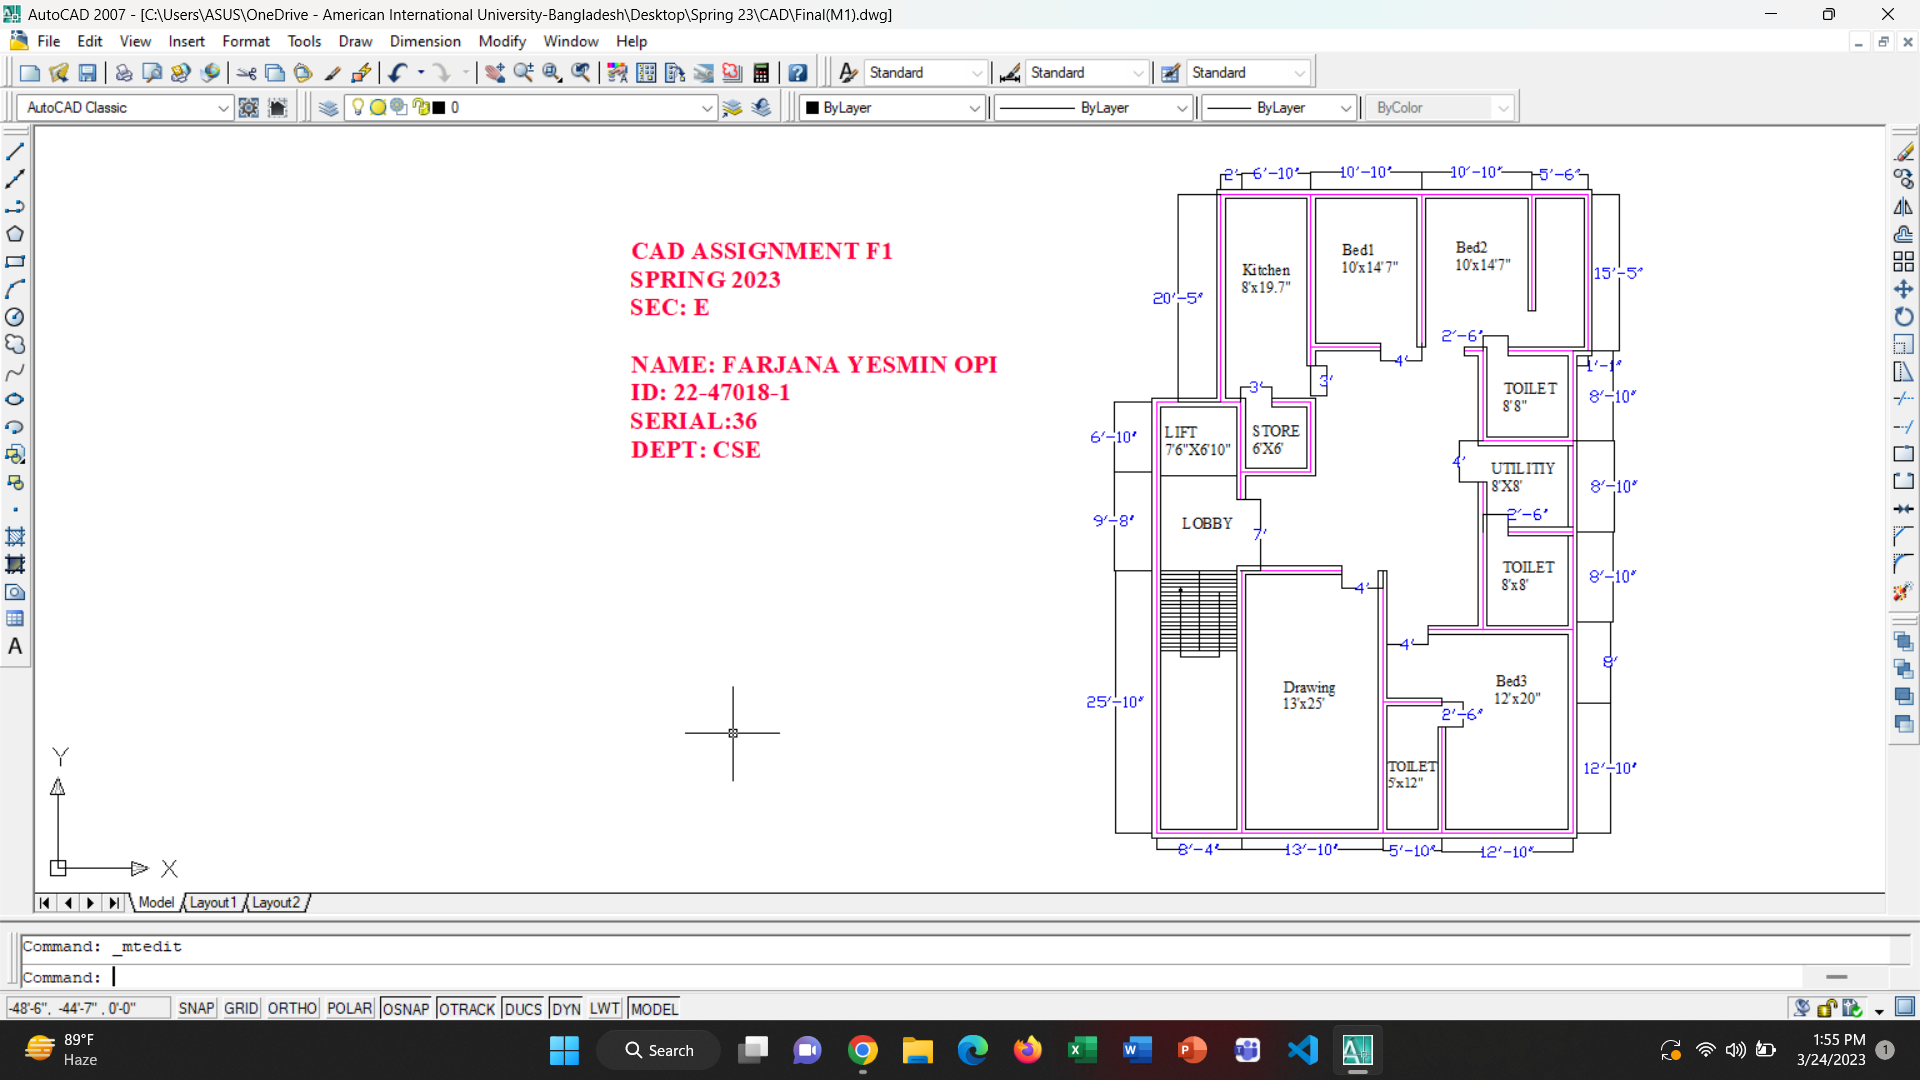 AutoCAD 2007 - [C:\Users\ASUS\OneDrive - American International University-Bangladesh\Desktop\Spring 23\CAD\Final(M1).dwg]
File Edit View Insert Format Tools Draw Dimension Modify Window Help
Standard Standard Standard
AutoCAD Classic 0 ByLayer ByLayer ByLayer ByColor
2' 6'-10" 10'-10" 10'-10" 5'-6"
CAD ASSIGNMENT F1
SPRING 2023
SEC: E
NAME: FARJANA YESMIN OPI
ID: 22-47018-1
SERIAL:36
DEPT: CSE
Kitchen
8'x19.7"
Bed1
10'x14'7"
Bed2
10'x14'7"
15'-5"
20'-5"
2'-6"
4'
1'-1"
3'
3'
TOILET
8'8"
8'-10"
6'-10"
LIFT
7'6"X6'10"
STORE
6'X6'
4'
UTILITIY
8'X8'
8'-10"
2'-6"
9'-8"
LOBBY
7'
TOILET
8'x8'
8'-10"
4'
4'
8'
25'-10"
Drawing
13'x25'
Bed3
12'x20"
2'-6"
TOILET
5'x12"
12'-10"
8'-4" 13'-10" 5'-10" 12'-10"
Y
X
Model Layout1 Layout2
Command: _mtedit
Command:
-48'-6", -44'-7" , 0'-0" SNAP GRID ORTHO POLAR OSNAP OTRACK DUCS DYN LWT MODEL
89°F
Haze
Search
1:55 PM
3/24/2023
1